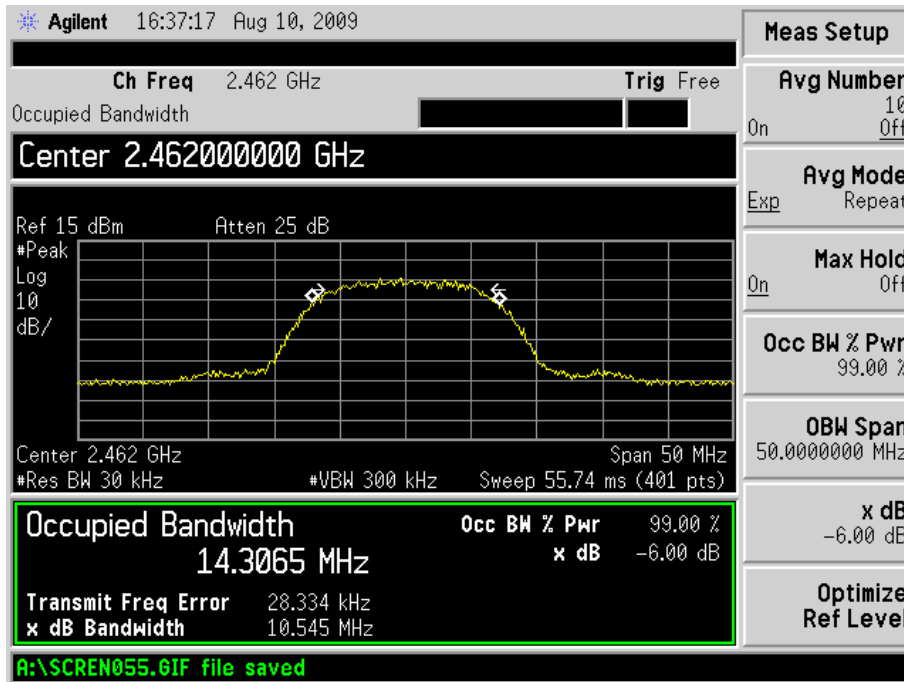 Agilent 16:37:17 Aug 10, 2009
Ch Freq 2.462 GHz Trig Free
Occupied Bandwidth
Center 2.462000000 GHz
Ref 15 dBm Atten 25 dB
#Peak
Log
10
dB/
Center 2.462 GHz Span 50 MHz
#Res BW 30 kHz #VBW 300 kHz Sweep 55.74 ms (401 pts)
Occupied Bandwidth Occ BW % Pwr 99.00 %
14.3065 MHz x dB -6.00 dB
Transmit Freq Error 28.334 kHz
x dB Bandwidth 10.545 MHz
A:\SCREN055.GIF file saved
Meas Setup
Avg Number
10
On Off
Avg Mode
Exp Repeat
Max Hold
On Off
Occ BW % Pwr
99.00 %
OBW Span
50.0000000 MHz
x dB
-6.00 dB
Optimize
Ref Level